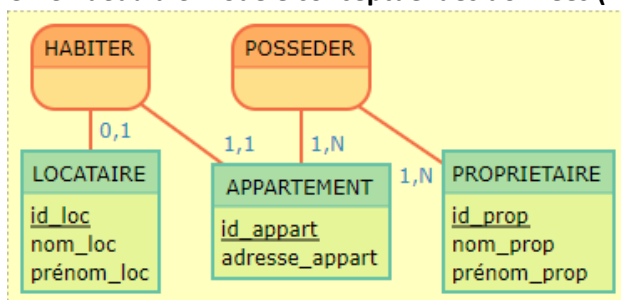 HABITER
POSSEDER
0,1
1,1
1,N
1,N
LOCATAIRE
id_loc
nom_loc
prénom_loc
APPARTEMENT
id_appart
adresse_appart
PROPRIETAIRE
id_prop
nom_prop
prénom_prop